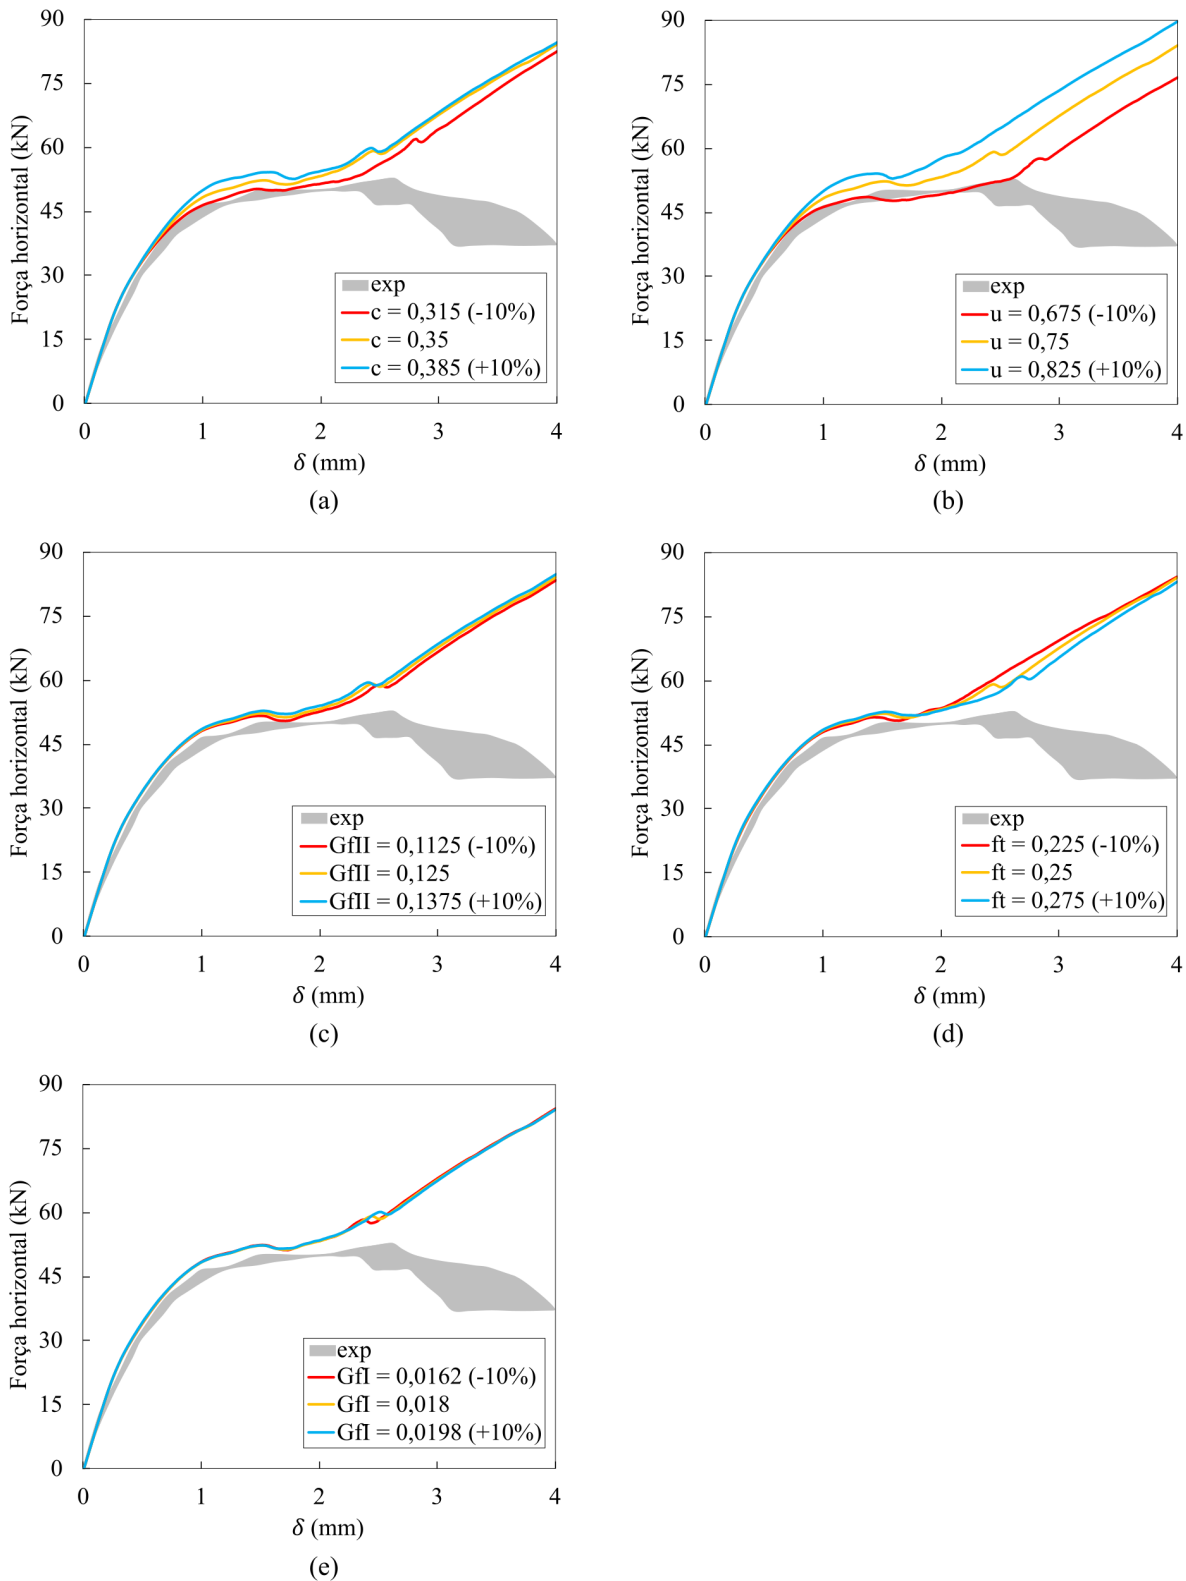 90
75
60
45
30
15
0
Força horizontal (kN)
exp
c = 0,315 (-10%)
c = 0,35
c = 0,385 (+10%)
0 1 2 3 4
δ (mm)
(a)
90
75
60
45
30
15
0
Força horizontal (kN)
exp
u = 0,675 (-10%)
u = 0,75
u = 0,825 (+10%)
0 1 2 3 4
δ (mm)
(b)
90
75
60
45
30
15
0
Força horizontal (kN)
exp
GfII = 0,1125 (-10%)
GfII = 0,125
GfII = 0,1375 (+10%)
0 1 2 3 4
δ (mm)
(c)
90
75
60
45
30
15
0
Força horizontal (kN)
exp
ft = 0,225 (-10%)
ft = 0,25
ft = 0,275 (+10%)
0 1 2 3 4
δ (mm)
(d)
90
75
60
45
30
15
0
Força horizontal (kN)
exp
GfI = 0,0162 (-10%)
GfI = 0,018
GfI = 0,0198 (+10%)
0 1 2 3 4
δ (mm)
(e)